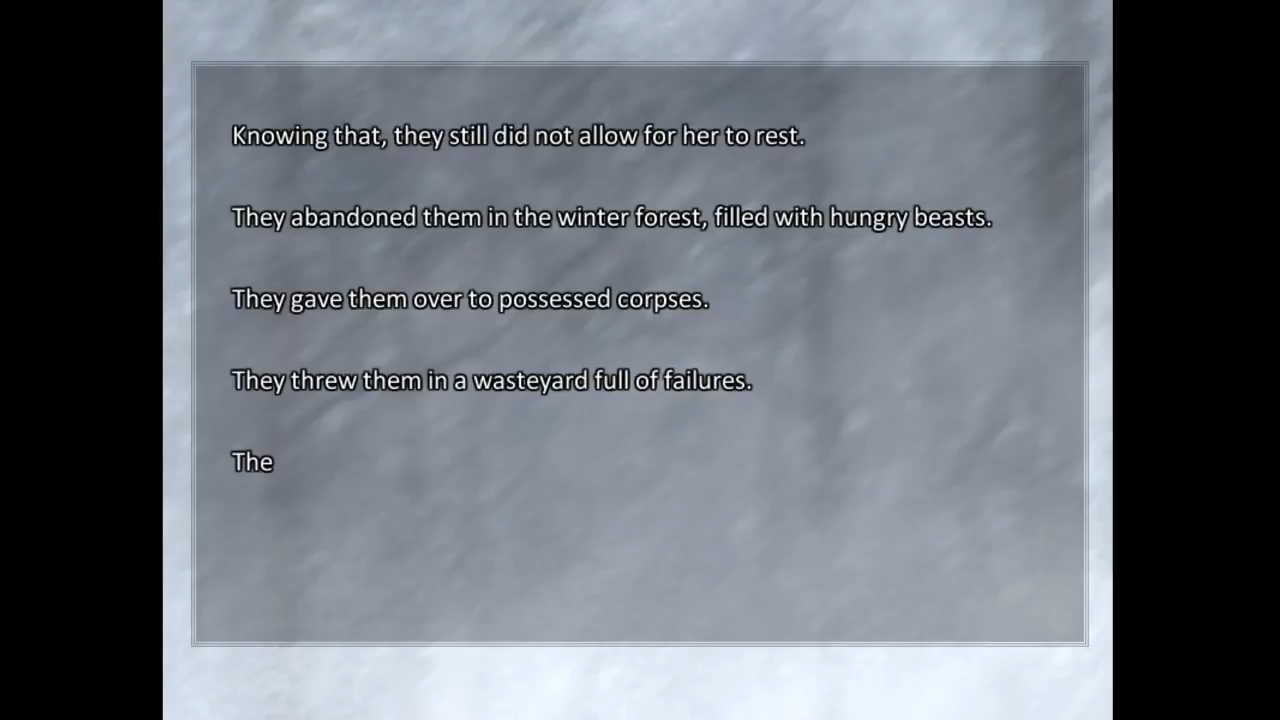 Knowing that, they still did not allow for her to rest.
They abandoned them in the winter forest, filled with hungry beasts.
They gave them over to possessed corpses.
They threw them in a wasteyard full of failures.
The